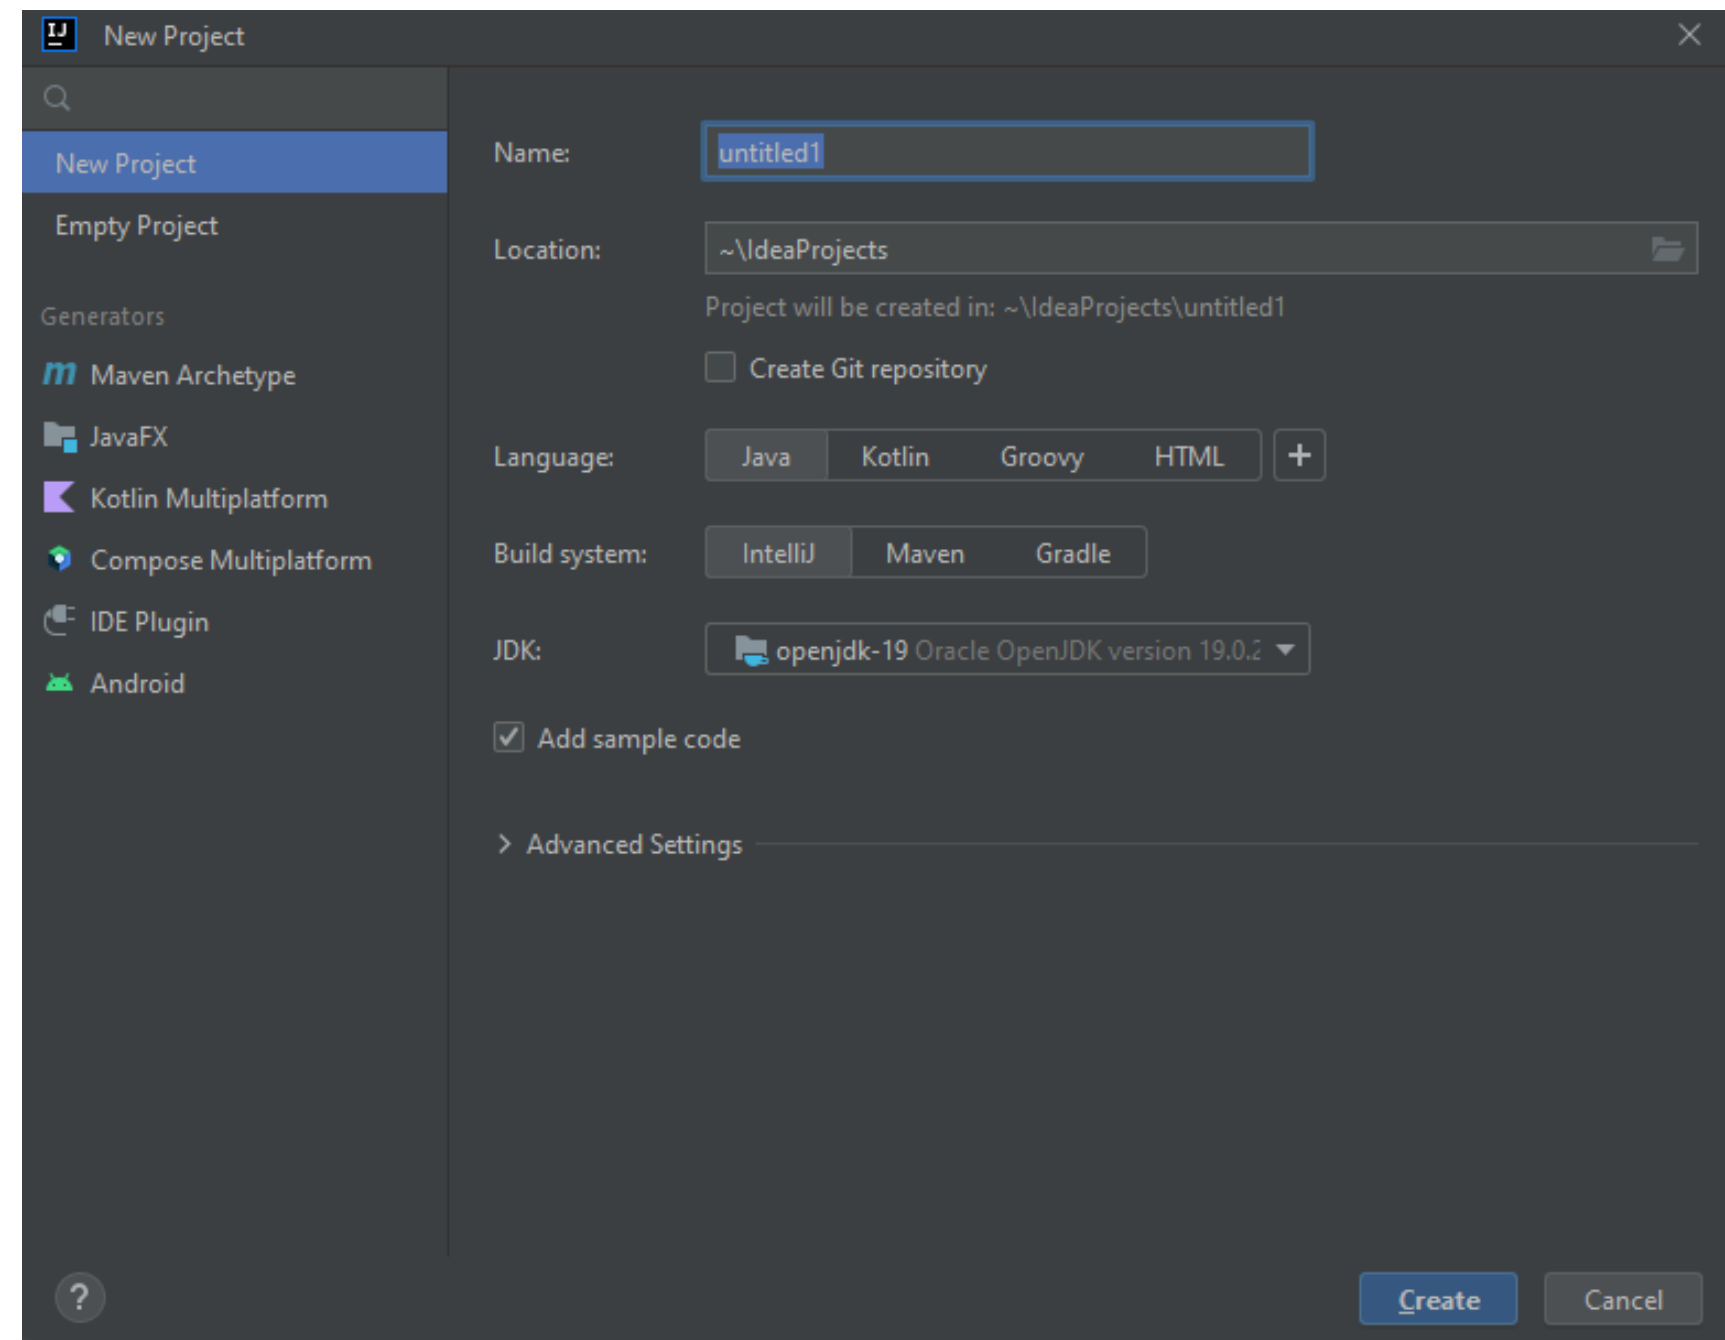 IJ New Project
New Project
Empty Project
Generators
m Maven Archetype
JavaFX
Kotlin Multiplatform
Compose Multiplatform
IDE Plugin
Android
Name: untitled1
Location: ~\IdeaProjects
Project will be created in: ~\IdeaProjects\untitled1
Create Git repository
Language: Java Kotlin Groovy HTML +
Build system: IntelliJ Maven Gradle
JDK: openjdk-19 Oracle OpenJDK version 19.0.2
Add sample code
Advanced Settings
? Create Cancel